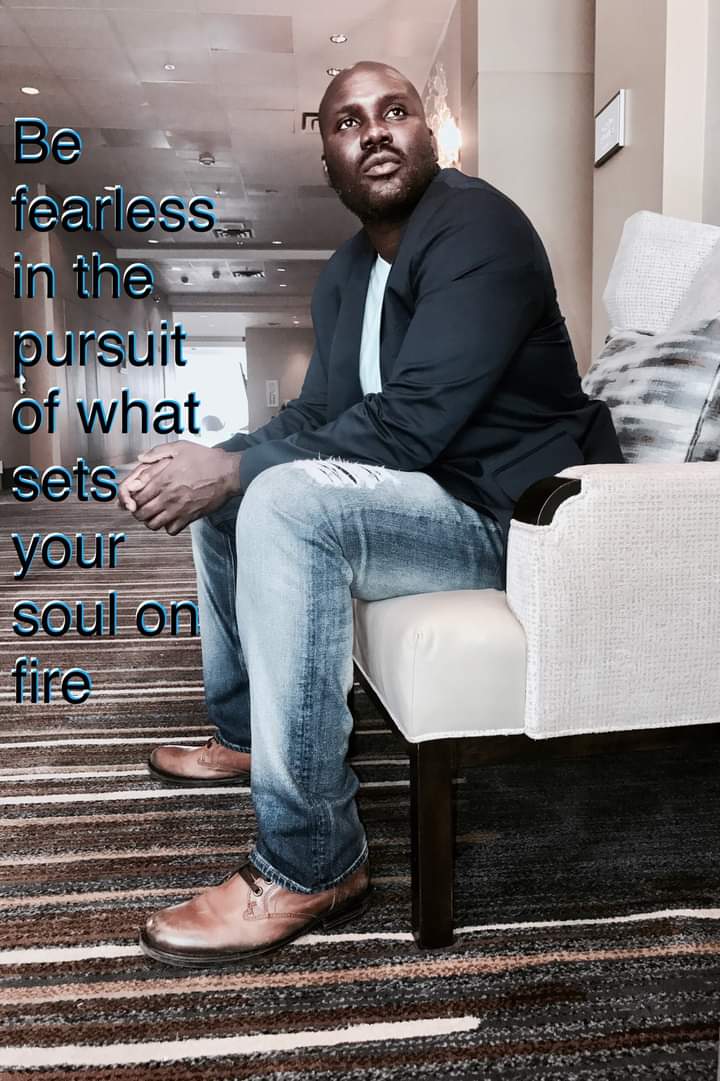 Be
fearless
in the
pursuit
of what
sets
your
soul on
fire